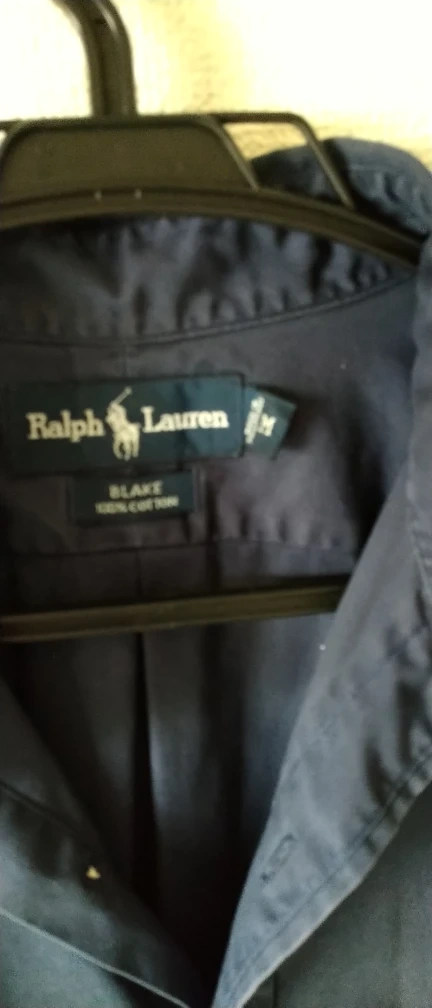 Ralph Lauren
M
BLAKE
100% COTTON